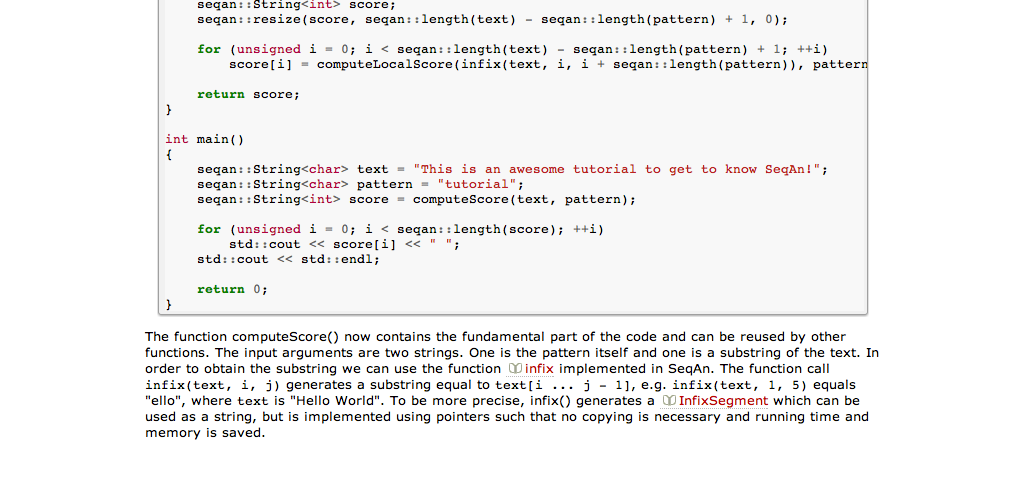 seqan::String<int> score;
seqan::resize(score, seqan::length(text) - seqan::length(pattern) + 1, 0);
for (unsigned i = 0; i < seqan::length(text) - seqan::length(pattern) + 1; ++i)
score[i] = computeLocalScore(infix(text, i, i + seqan::length(pattern)), pattern
return score;
}
int main()
{
seqan::String<char> text = "This is an awesome tutorial to get to know SeqAn!";
seqan::String<char> pattern = "tutorial";
seqan::String<int> score = computeScore(text, pattern);
for (unsigned i = 0; i < seqan::length(score); ++i)
std::cout << score[i] << " ";
std::cout << std::endl;
return 0;
}
The function computeScore() now contains the fundamental part of the code and can be reused by other
functions. The input arguments are two strings. One is the pattern itself and one is a substring of the text. In
order to obtain the substring we can use the function infix implemented in SeqAn. The function call
infix(text, i, j) generates a substring equal to text[i ... j - 1], e.g. infix(text, 1, 5) equals
"ello", where text is "Hello World". To be more precise, infix() generates a InfixSegment which can be
used as a string, but is implemented using pointers such that no copying is necessary and running time and
memory is saved.